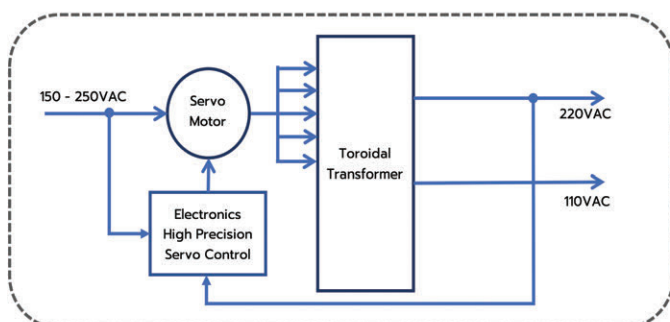 150 - 250VAC
Servo
Motor
Electronics
High Precision
Servo Control
Toroidal
Transformer
220VAC
110VAC